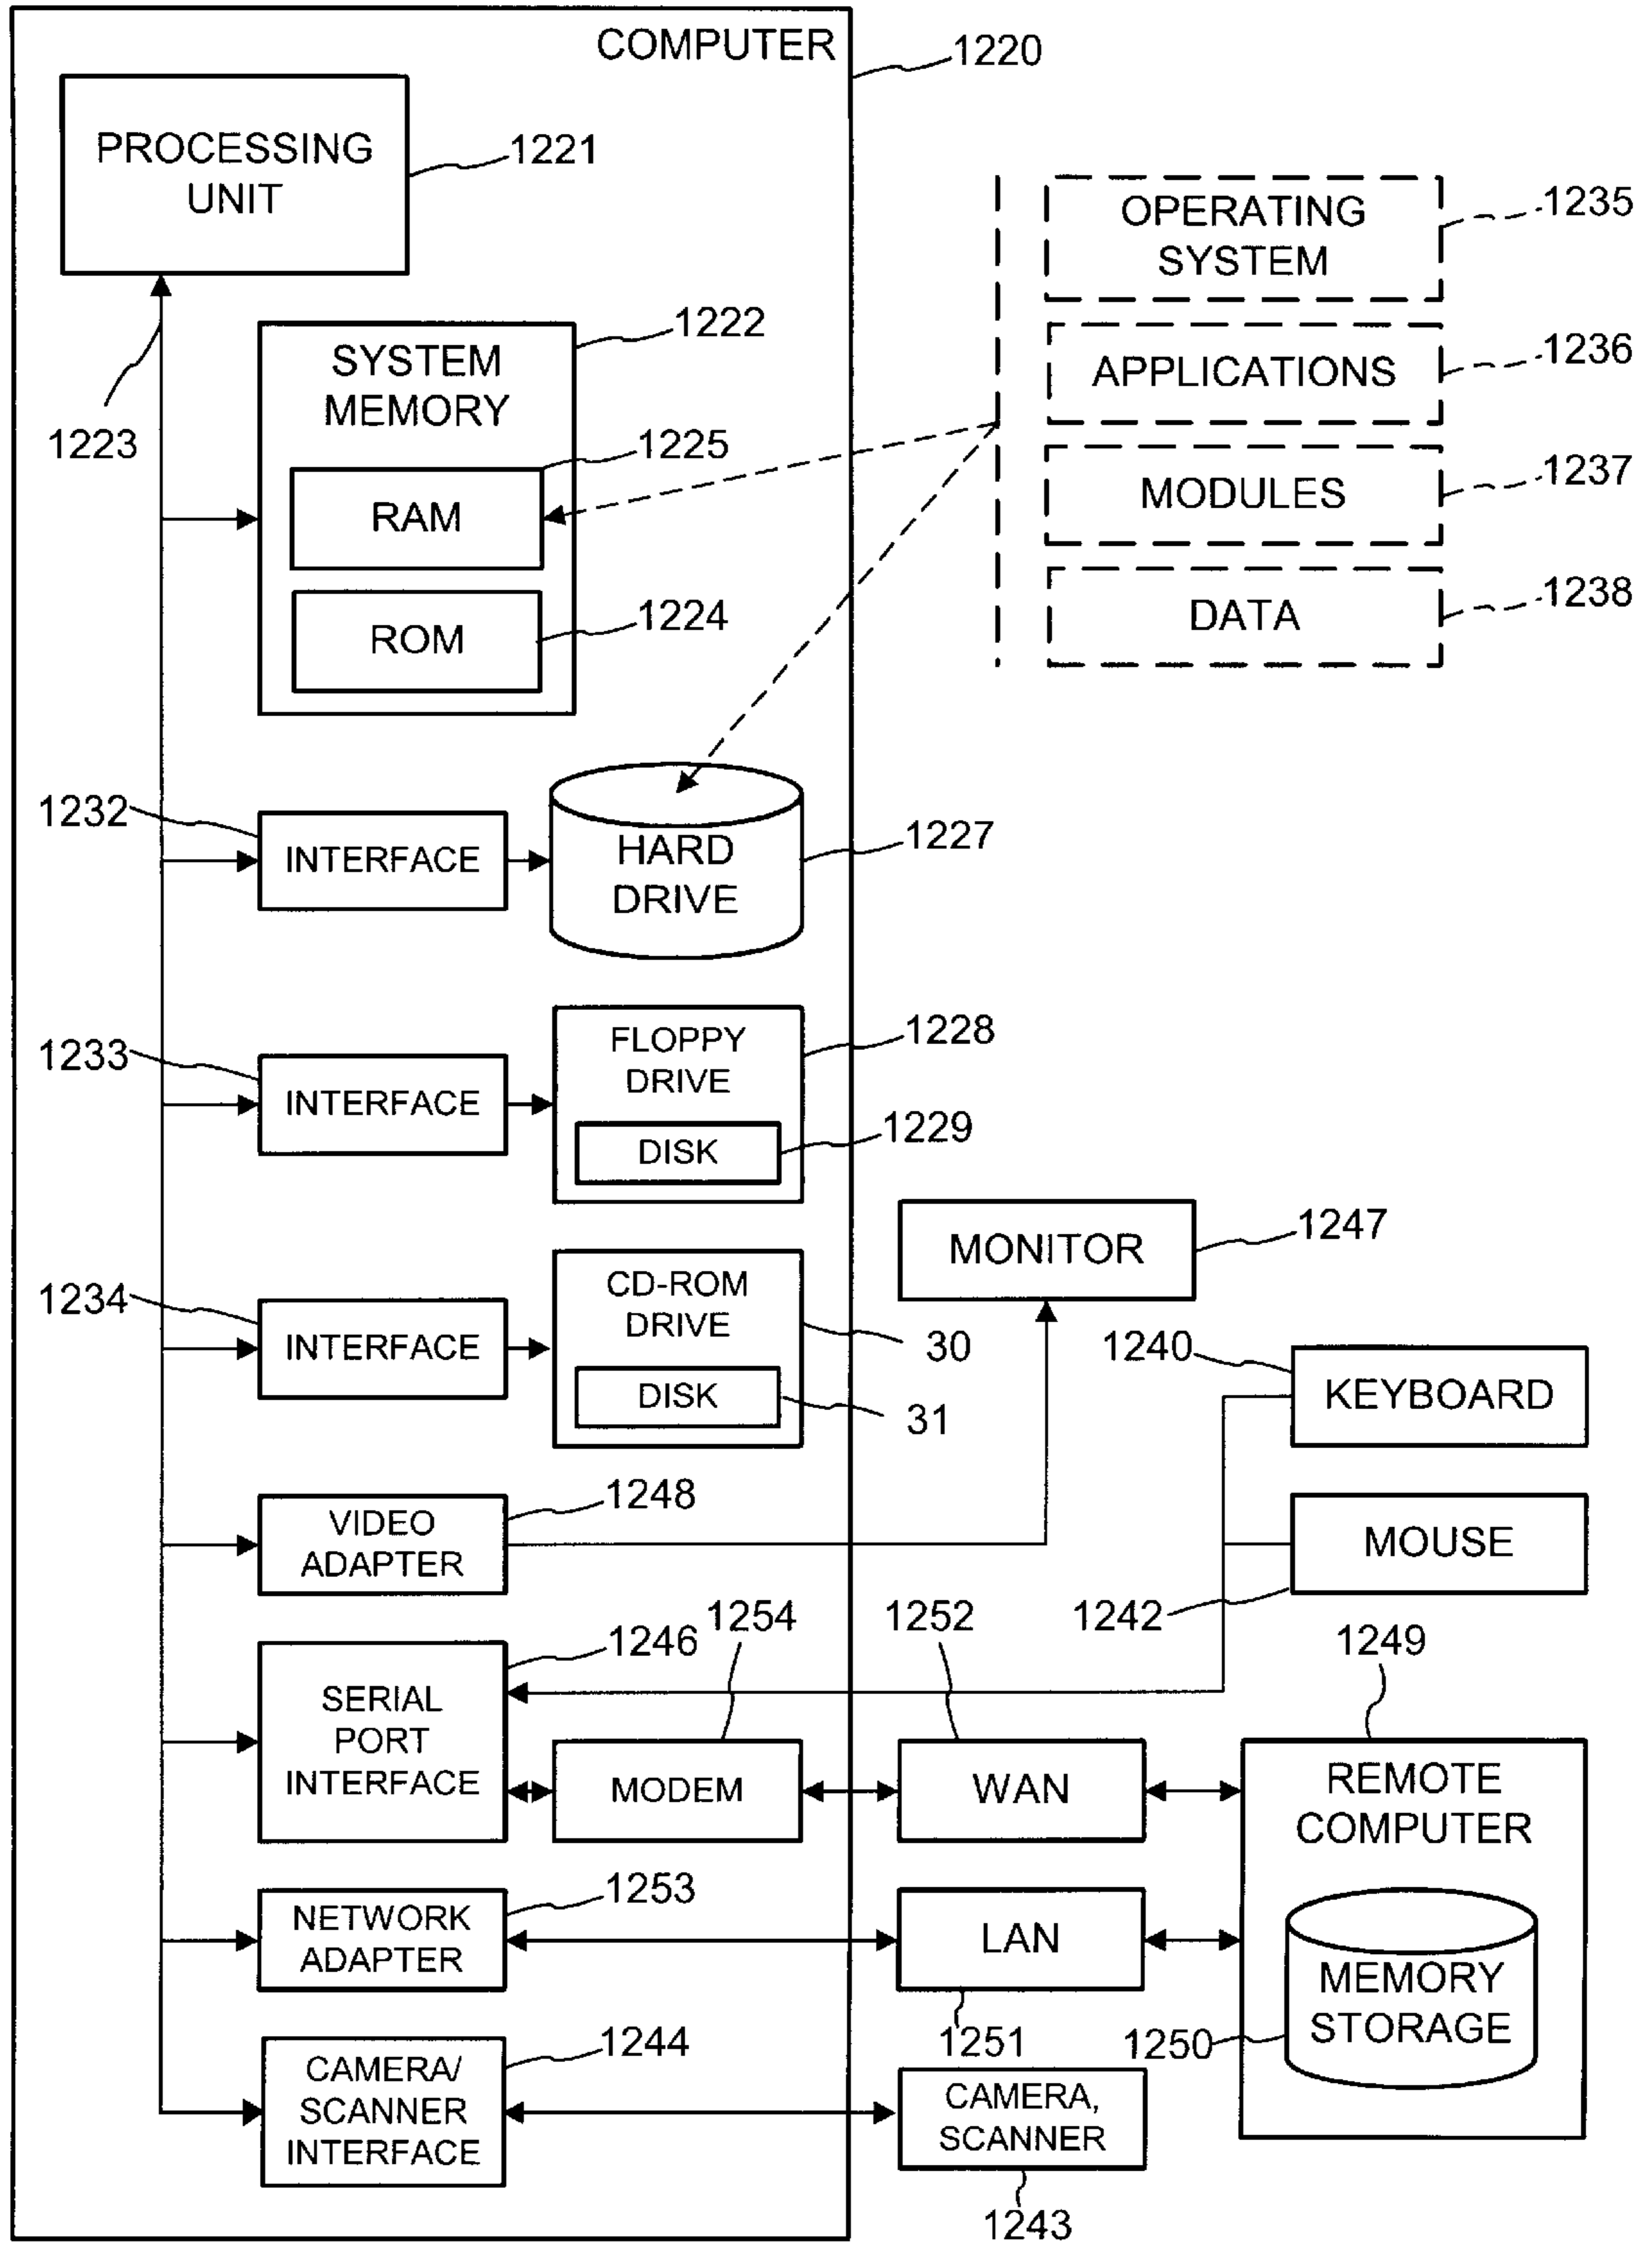 COMPUTER
1220
PROCESSING
UNIT
1221
1223
SYSTEM
MEMORY
1222
RAM
1225
ROM
1224
OPERATING
SYSTEM
1235
APPLICATIONS
1236
MODULES
1237
DATA
1238
1232
INTERFACE
HARD
DRIVE
1227
1233
INTERFACE
FLOPPY
DRIVE
1228
DISK
1229
1234
INTERFACE
CD-ROM
DRIVE
30
DISK
31
MONITOR
1247
1240
KEYBOARD
MOUSE
1242
VIDEO
ADAPTER
1248
SERIAL
PORT
INTERFACE
1246
MODEM
1254
WAN
1252
REMOTE
COMPUTER
1249
MEMORY
STORAGE
1250
NETWORK
ADAPTER
1253
LAN
1251
CAMERA/
SCANNER
INTERFACE
1244
CAMERA,
SCANNER
1243